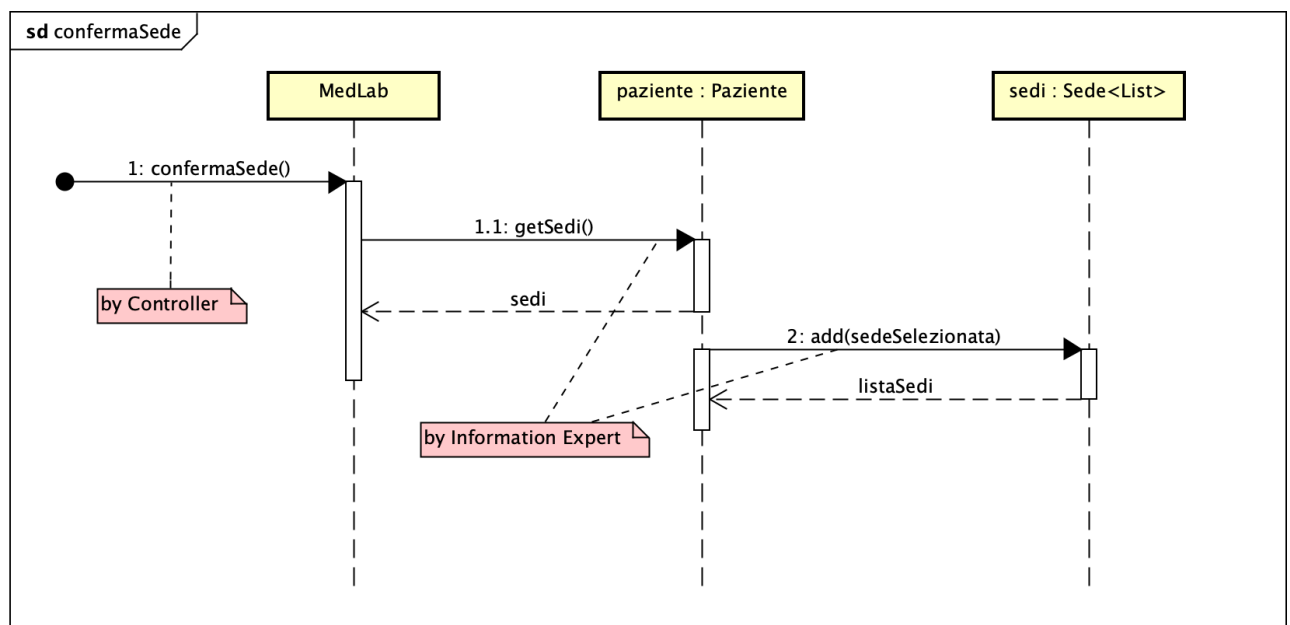 sd confermaSede
MedLab
paziente : Paziente
sedi : Sede<List>
1: confermaSede()
1.1: getSedi()
by Controller
sedi
2: add(sedeSelezionata)
listaSedi
by Information Expert